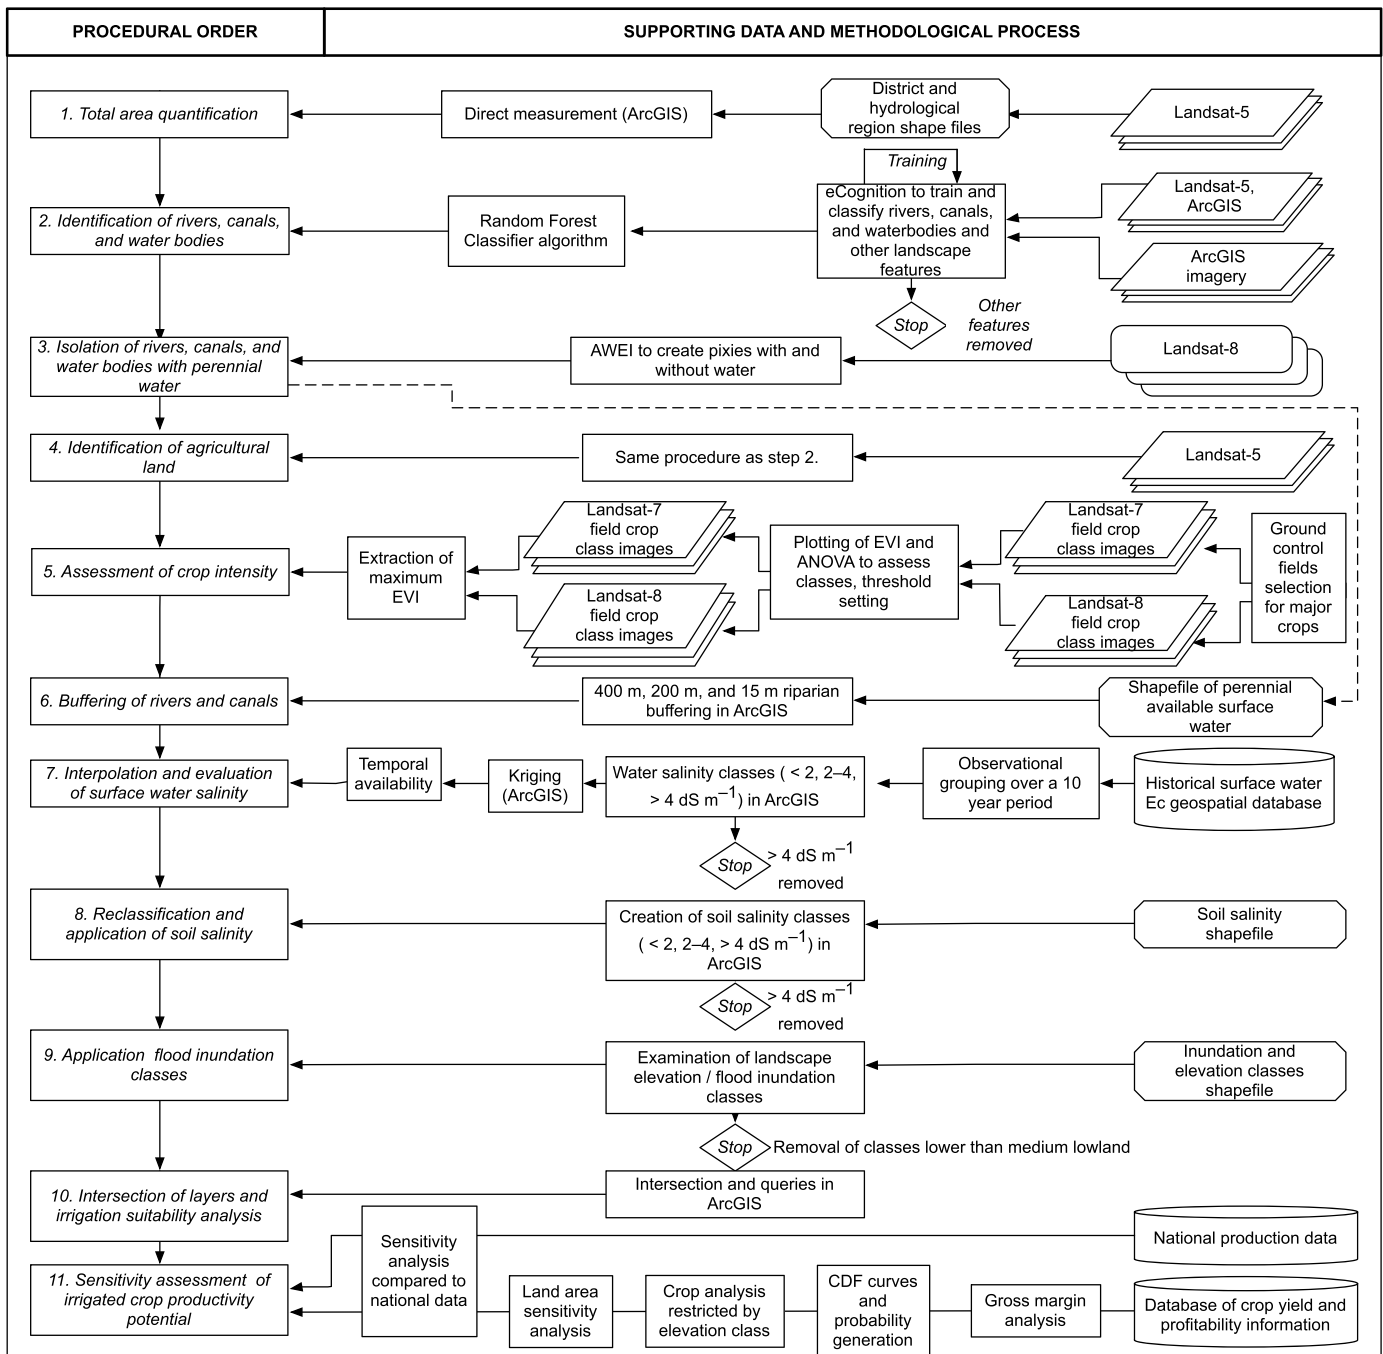 PROCEDURAL ORDER
SUPPORTING DATA AND METHODOLOGICAL PROCESS
1. Total area quantification
Direct measurement (ArcGIS)
District and
hydrological
region shape files
Landsat-5
Training
2. Identification of rivers, canals,
and water bodies
Random Forest
Classifier algorithm
eCognition to train and
classify rivers, canals,
and waterbodies and
other landscape
features
Landsat-5,
ArcGIS
ArcGIS
imagery
Stop
Other
features
removed
3. Isolation of rivers, canals, and
water bodies with perennial
water
AWEI to create pixies with and
without water
Landsat-8
4. Identification of agricultural
land
Same procedure as step 2.
Landsat-5
5. Assessment of crop intensity
Extraction of
maximum
EVI
Landsat-7
field crop
class images
Landsat-8
field crop
class images
Plotting of EVI and
ANOVA to assess
classes, threshold
setting
Landsat-7
field crop
class images
Landsat-8
field crop
class images
Ground
control
fields
selection
for major
crops
6. Buffering of rivers and canals
400 m, 200 m, and 15 m riparian
buffering in ArcGIS
Shapefile of perennial
available surface
water
7. Interpolation and evaluation
of surface water salinity
Temporal
availability
Kriging
(ArcGIS)
Water salinity classes ( < 2, 2–4,
> 4 dS m⁻¹) in ArcGIS
Observational
grouping over a 10
year period
Historical surface water
Ec geospatial database
Stop
> 4 dS m⁻¹
removed
8. Reclassification and
application of soil salinity
Creation of soil salinity classes
( < 2, 2–4, > 4 dS m⁻¹) in
ArcGIS
Soil salinity
shapefile
Stop
> 4 dS m⁻¹
removed
9. Application flood inundation
classes
Examination of landscape
elevation / flood inundation
classes
Inundation and
elevation classes
shapefile
Stop
Removal of classes lower than medium lowland
10. Intersection of layers and
irrigation suitability analysis
Intersection and queries in
ArcGIS
11. Sensitivity assessment of
irrigated crop productivity
potential
Sensitivity
analysis
compared to
national data
National production data
Land area
sensitivity
analysis
Crop analysis
restricted by
elevation class
CDF curves
and
probability
generation
Gross margin
analysis
Database of crop yield and
profitability information